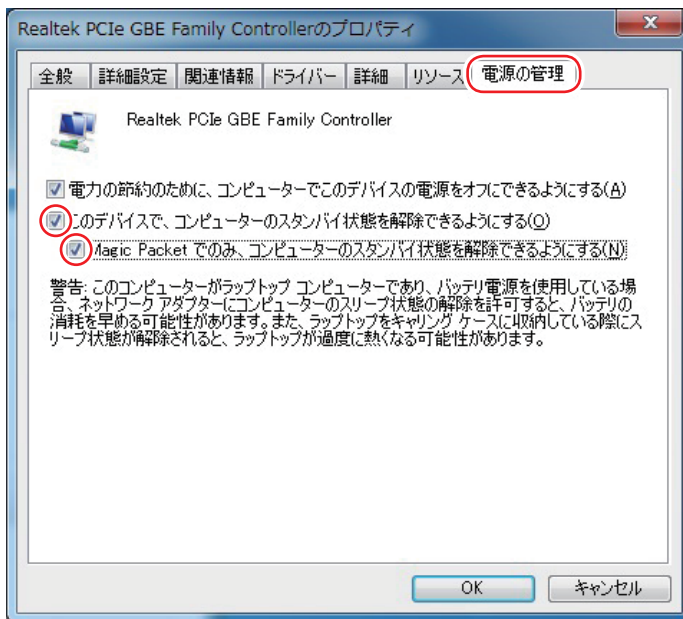 Realtek PCIe GBE Family Controllerのプロパティ
全般 詳細設定 関連情報 ドライバー 詳細 リソース 電源の管理
Realtek PCIe GBE Family Controller
電力の節約のために、コンピューターでこのデバイスの電源をオフにできるようにする(A)
このデバイスで、コンピューターのスタンバイ状態を解除できるようにする(O)
Magic Packet でのみ、コンピューターのスタンバイ状態を解除できるようにする(N)
警告: このコンピューターがラップトップ コンピューターであり、バッテリ電源を使用している場
合、ネットワーク アダプターにコンピューターのスリープ状態の解除を許可すると、バッテリの
消耗を早める可能性があります。また、ラップトップをキャリング ケースに収納している際にス
リープ状態が解除されると、ラップトップが過度に熱くなる可能性があります。
OK キャンセル